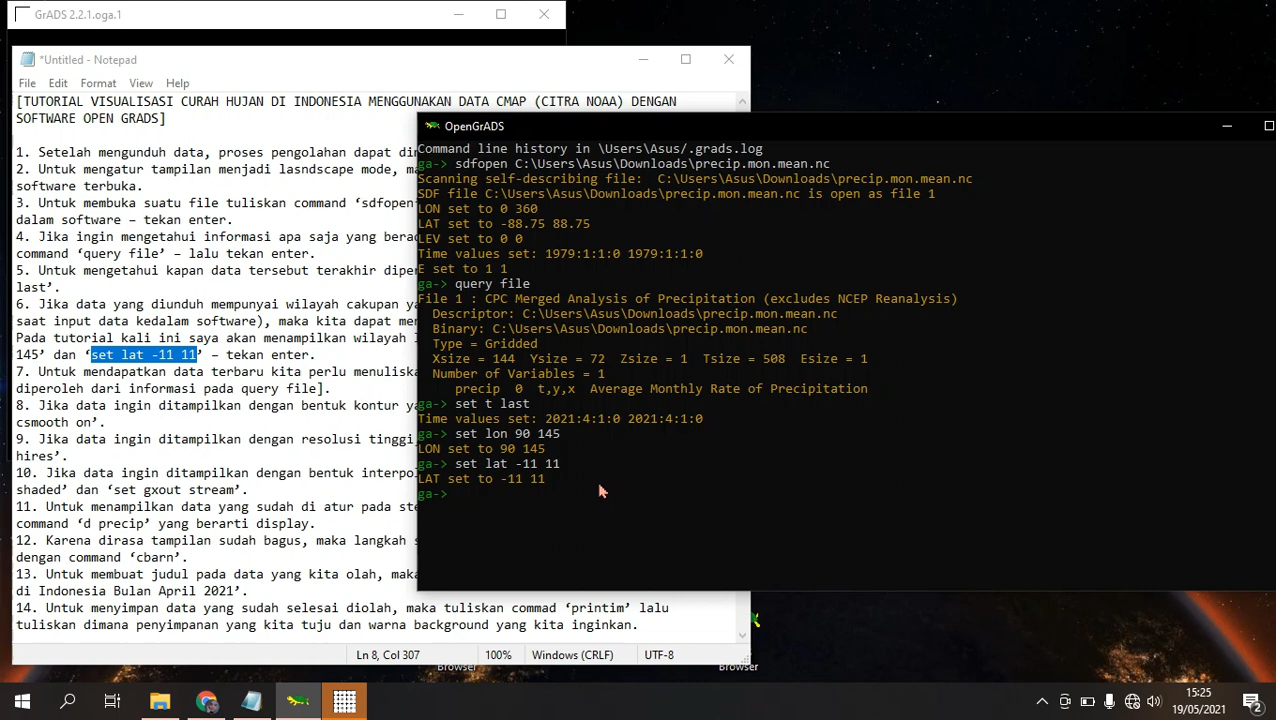 GrADS 2.2.1.oga.1
*Untitled - Notepad
File Edit Format View Help
[TUTORIAL VISUALISASI CURAH HUJAN DI INDONESIA MENGGUNAKAN DATA CMAP (CITRA NOAA) DENGAN
SOFTWARE OPEN GRADS]
1. Setelah mengunduh data, proses pengolahan dapat
2. Untuk mengatur tampilan menjadi lasndscape mode,
software terbuka.
3. Untuk membuka suatu file tuliskan command ‘sdfopen
dalam software – tekan enter.
4. Jika ingin mengetahui informasi apa saja yang
command ‘query file’ – lalu tekan enter.
5. Untuk mengetahui kapan data tersebut terakhir
last’.
6. Jika data yang diunduh mempunyai wilayah cakupan
saat input data kedalam software), maka kita dapat
Pada tutorial kali ini saya akan menampilkan wilayah
145’ dan ‘set lat -11 11’ – tekan enter.
7. Untuk mendapatkan data terbaru kita perlu
diperoleh dari informasi pada query file].
8. Jika data ingin ditampilkan dengan bentuk kontur
csmooth on’.
9. Jika data ingin ditampilkan dengan resolusi tinggi
hires’.
10. Jika data ingin ditampilkan dengan bentuk
shaded’ dan ‘set gxout stream’.
11. Untuk menampilkan data yang sudah di atur pada
command ‘d precip’ yang berarti display.
12. Karena dirasa tampilan sudah bagus, maka langkah
dengan command ‘cbarn’.
13. Untuk membuat judul pada data yang kita olah,
di Indonesia Bulan April 2021’.
14. Untuk menyimpan data yang sudah selesai diolah, maka tuliskan commad ‘printim’ lalu
tuliskan dimana penyimpanan yang kita tuju dan warna background yang kita inginkan.
Ln 8, Col 307 100% Windows (CRLF) UTF-8
OpenGrADS
Command line history in \Users\Asus/.grads.log
ga-> sdfopen C:\Users\Asus\Downloads\precip.mon.mean.nc
Scanning self-describing file:  C:\Users\Asus\Downloads\precip.mon.mean.nc
SDF file C:\Users\Asus\Downloads\precip.mon.mean.nc is open as file 1
LON set to 0 360
LAT set to -88.75 88.75
LEV set to 0 0
Time values set: 1979:1:1:0 1979:1:1:0
E set to 1 1
ga-> query file
File 1 : CPC Merged Analysis of Precipitation (excludes NCEP Reanalysis)
Descriptor: C:\Users\Asus\Downloads\precip.mon.mean.nc
Binary: C:\Users\Asus\Downloads\precip.mon.mean.nc
Type = Gridded
Xsize = 144  Ysize = 72  Zsize = 1  Tsize = 508  Esize = 1
Number of Variables = 1
precip  0  t,y,x  Average Monthly Rate of Precipitation
ga-> set t last
Time values set: 2021:4:1:0 2021:4:1:0
ga-> set lon 90 145
LON set to 90 145
ga-> set lat -11 11
LAT set to -11 11
ga->
Browser
Browser
15:25
19/05/2021
2